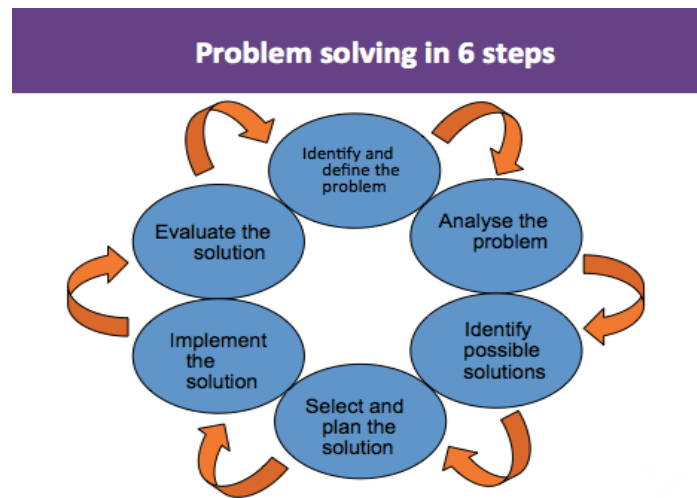 Problem solving in 6 steps
Identify and
define the
problem
Analyse the
problem
Identify
possible
solutions
Select and
plan the
solution
Implement
the
solution
Evaluate the
solution